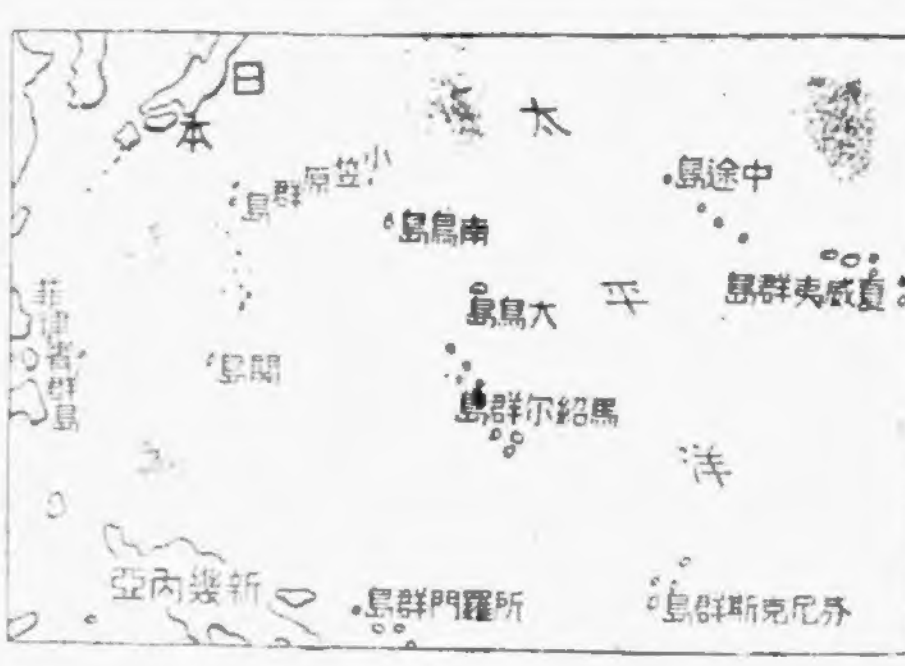 日本
太平洋
小笠原群島
中途島
南鳥島
夏威夷群島
大鳥島
菲律賓群島
關島
馬紹尔群島
新幾內亞
所羅門群島
芬尼克斯群島